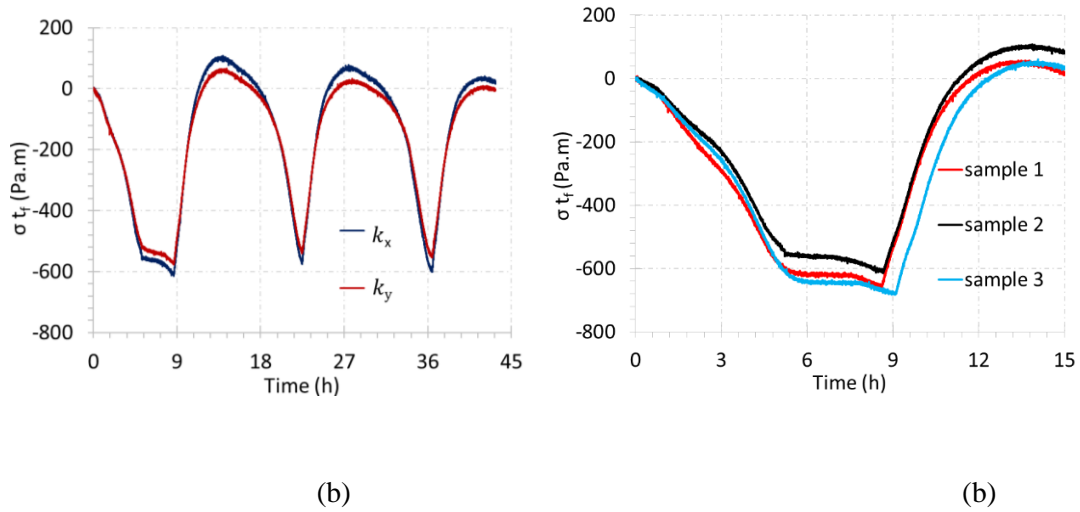 200
0
-200
-400
-600
-800
σ t_f (Pa.m)
k_x
k_y
0 9 18 27 36 45
Time (h)
(b)
200
0
-200
-400
-600
-800
σ t_f (Pa.m)
sample 1
sample 2
sample 3
0 3 6 9 12 15
Time (h)
(b)